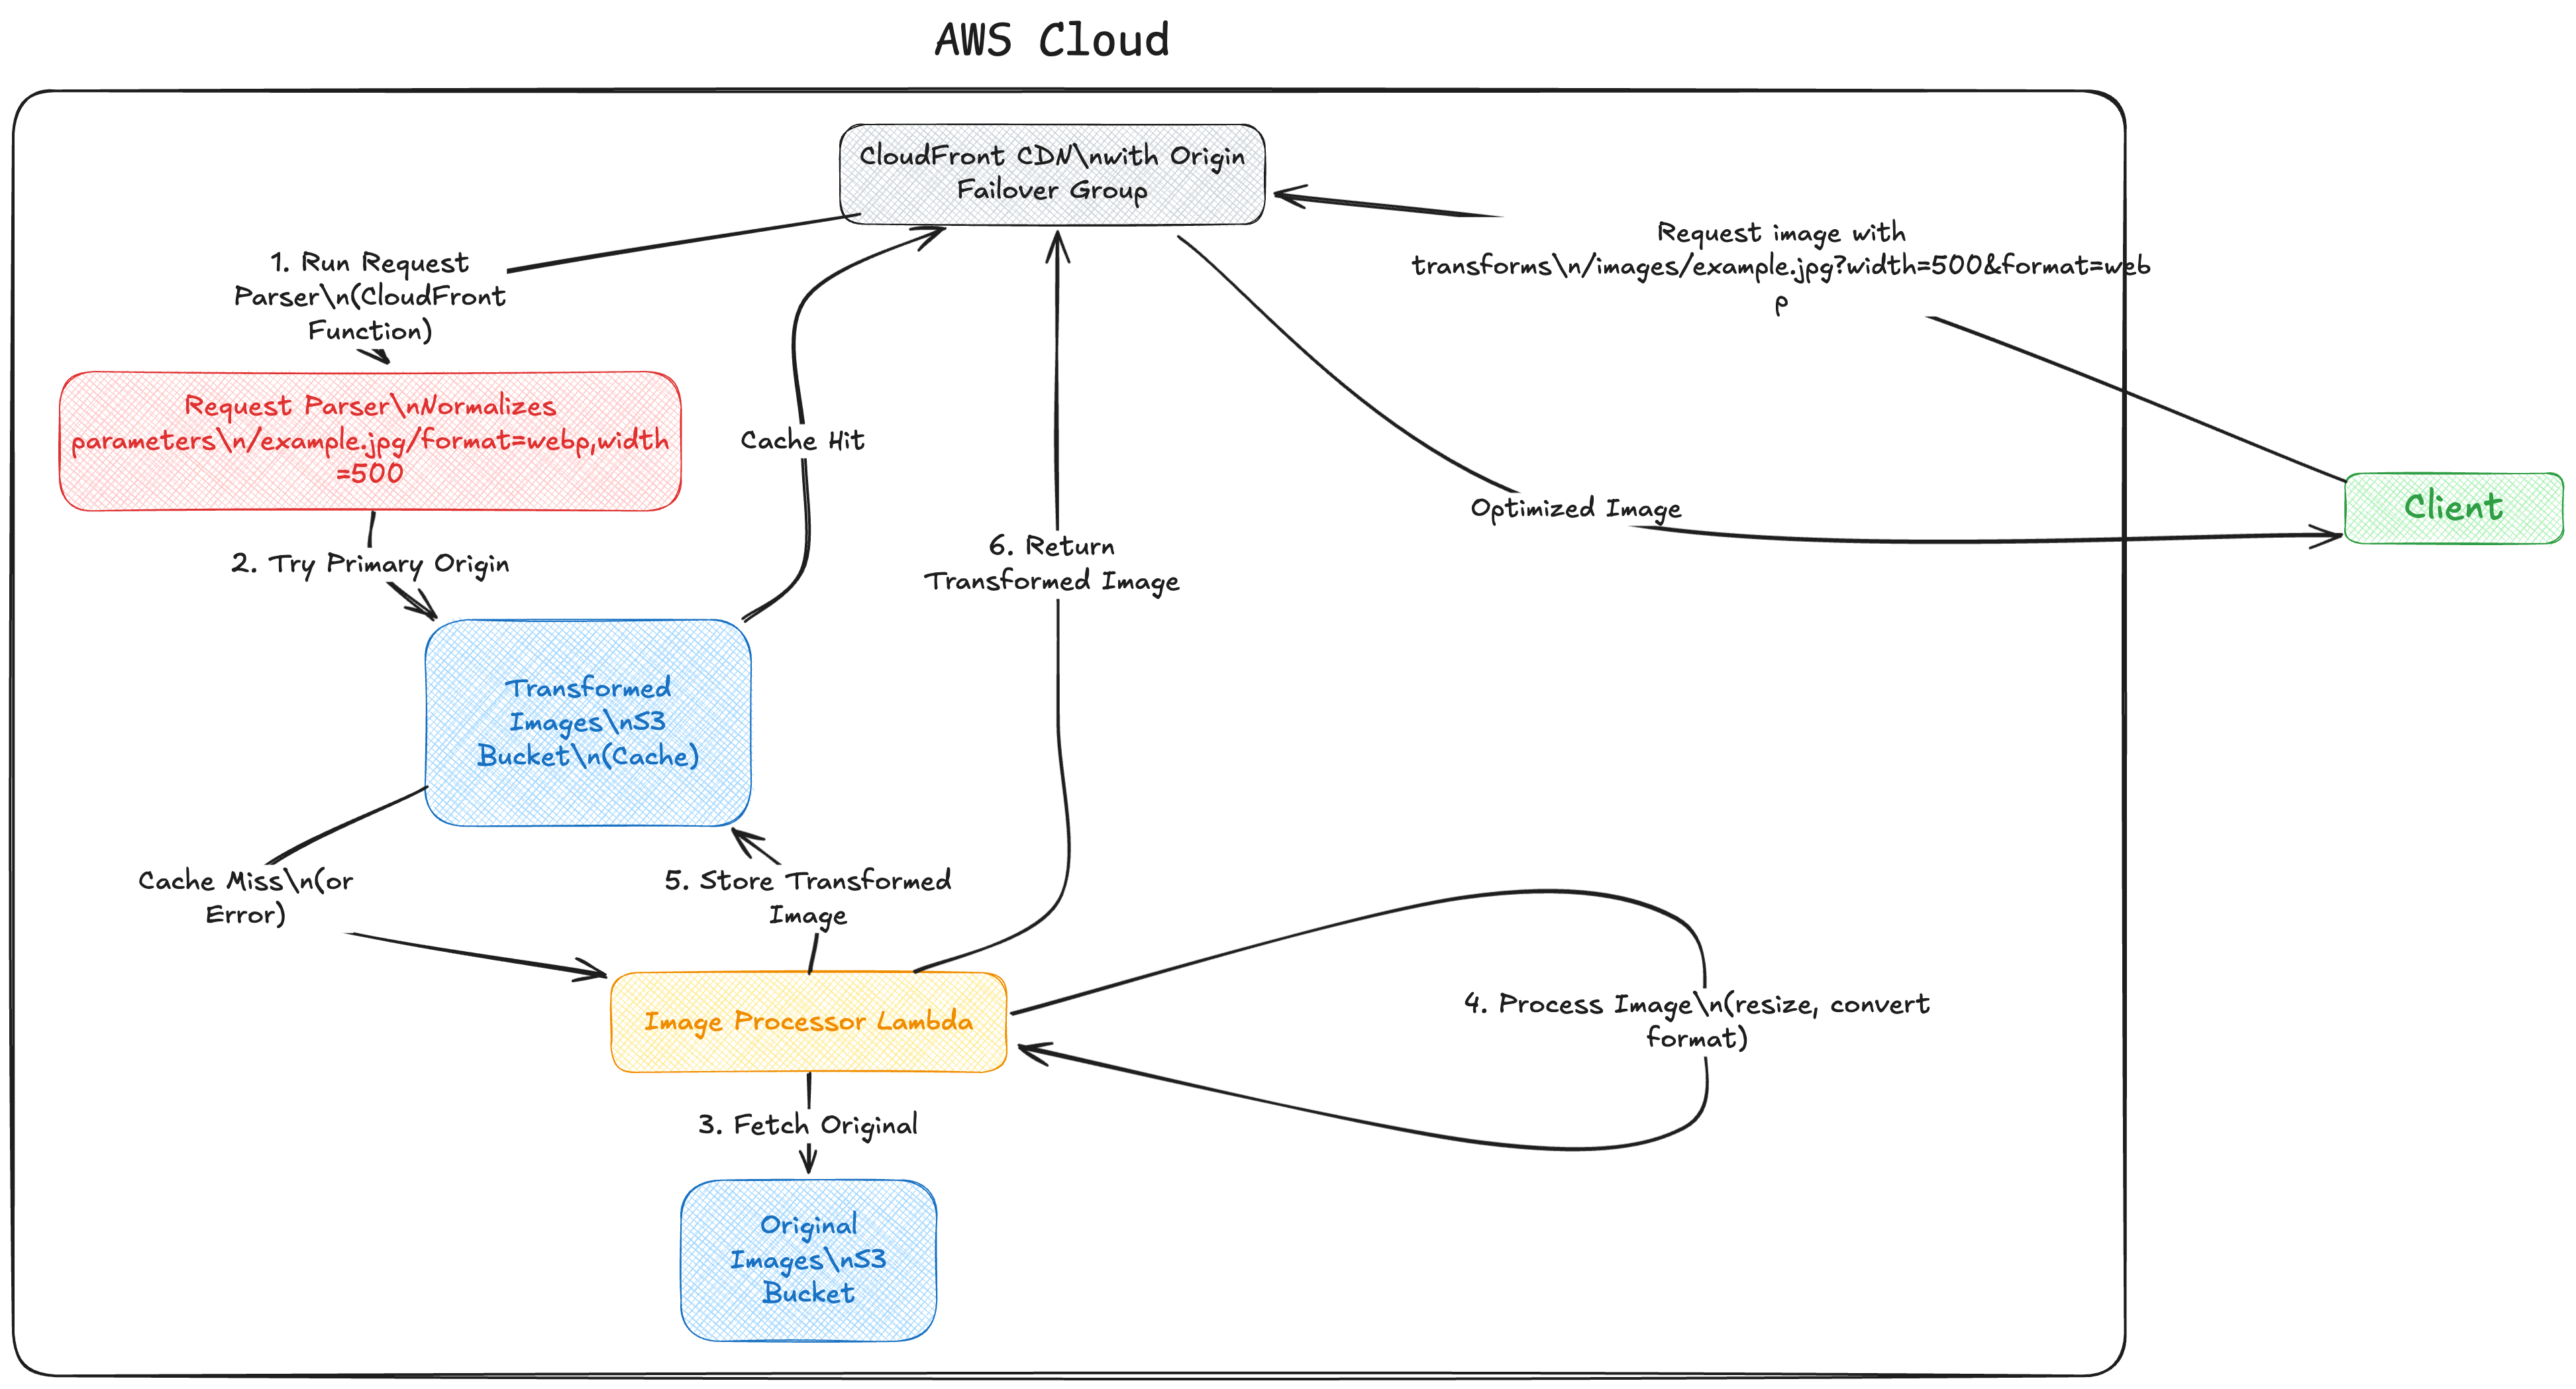 AWS Cloud
CloudFront CDN\nwith Origin
Failover Group
Request image with
transforms\n/images/example.jpg?width=500&format=web
p
1. Run Request
Parser\n(CloudFront
Function)
Request Parser\nNormalizes
parameters\n/example.jpg/format=webp,width
=500
Cache Hit
Optimized Image
Client
2. Try Primary Origin
6. Return
Transformed Image
Transformed
Images\nS3
Bucket\n(Cache)
Cache Miss\n(or
Error)
5. Store Transformed
Image
Image Processor Lambda
4. Process Image\n(resize, convert
format)
3. Fetch Original
Original
Images\nS3
Bucket